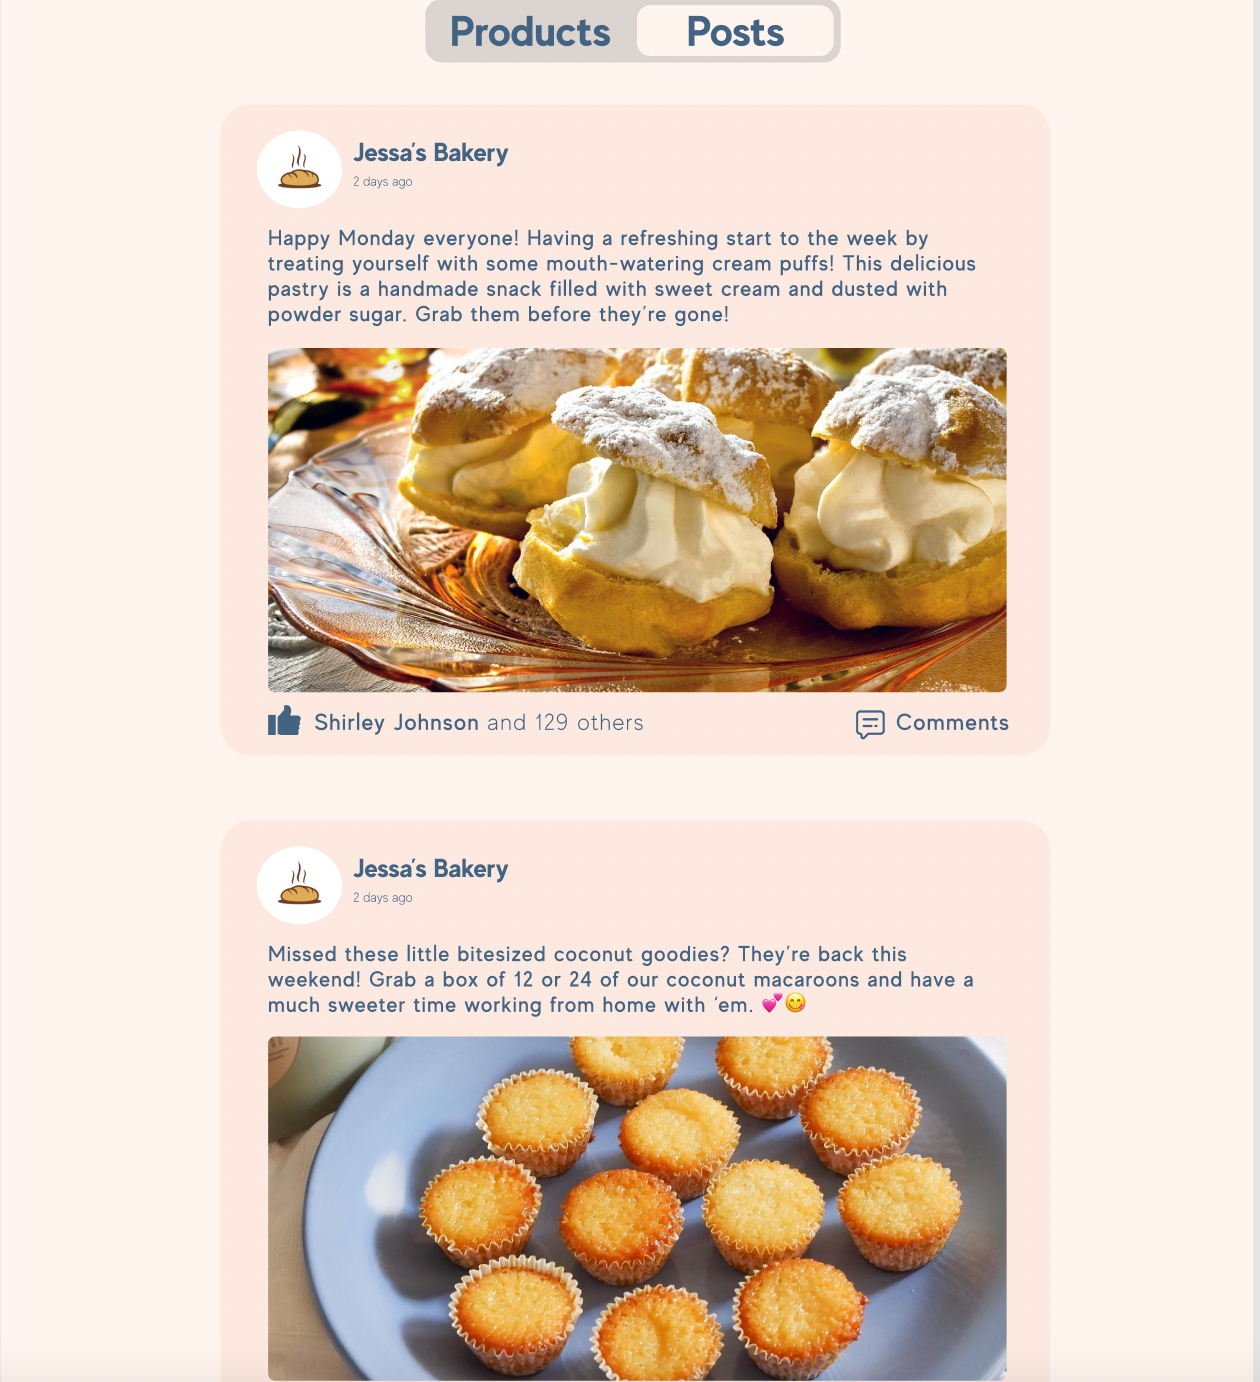 Products Posts
Jessa's Bakery
2 days ago
Happy Monday everyone! Having a refreshing start to the week by
treating yourself with some mouth-watering cream puffs! This delicious
pastry is a handmade snack filled with sweet cream and dusted with
powder sugar. Grab them before they're gone!
Shirley Johnson and 129 others
Comments
Jessa's Bakery
2 days ago
Missed these little bitesized coconut goodies? They're back this
weekend! Grab a box of 12 or 24 of our coconut macaroons and have a
much sweeter time working from home with 'em. 💕😋